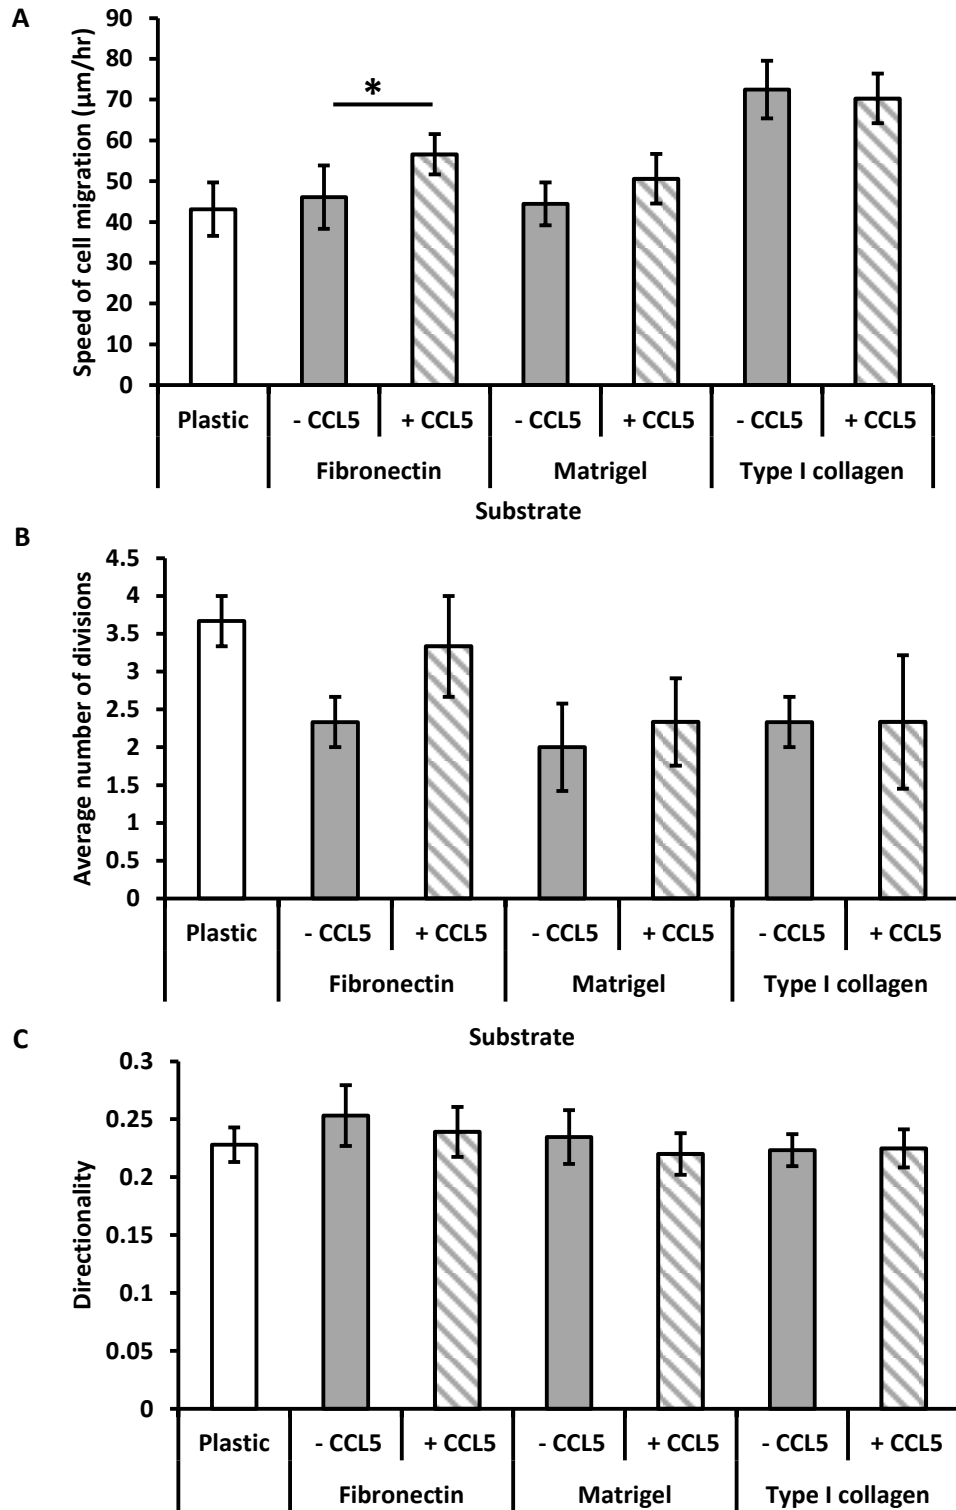 A
Speed of cell migration (µm/hr)
90
80
70
60
50
40
30
20
10
0
*
Plastic - CCL5 + CCL5 - CCL5 + CCL5 - CCL5 + CCL5
Fibronectin Matrigel Type I collagen
Substrate
B
Average number of divisions
4.5
4
3.5
3
2.5
2
1.5
1
0.5
0
Plastic - CCL5 + CCL5 - CCL5 + CCL5 - CCL5 + CCL5
Fibronectin Matrigel Type I collagen
Substrate
C
Directionality
0.3
0.25
0.2
0.15
0.1
0.05
0
Plastic - CCL5 + CCL5 - CCL5 + CCL5 - CCL5 + CCL5
Fibronectin Matrigel Type I collagen